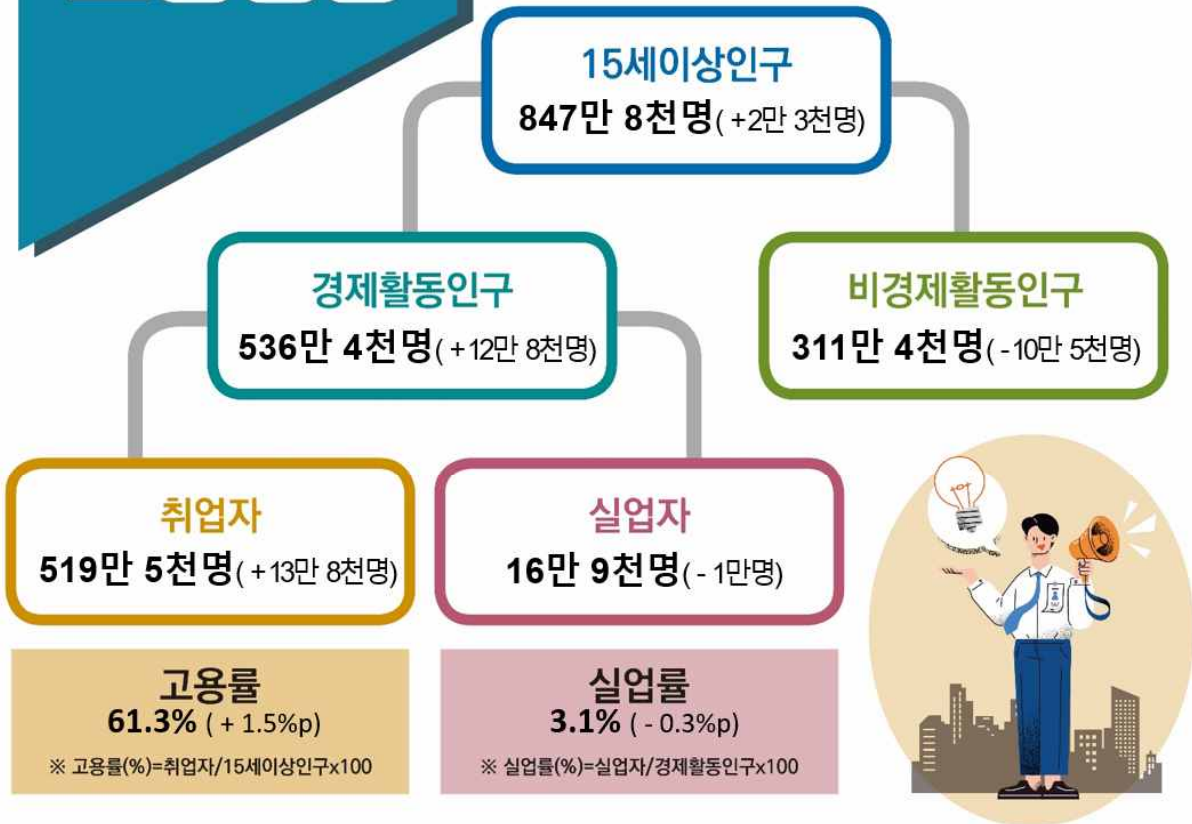 15세이상인구
847만 8천명( +2만 3천명)
경제활동인구
536만 4천명( +12만 8천명)
비경제활동인구
311만 4천명( -10만 5천명)
취업자
519만 5천명( +13만 8천명)
실업자
16만 9천명( - 1만명)
고용률
61.3% ( + 1.5%p)
※ 고용률(%)=취업자/15세이상인구x100
실업률
3.1% ( - 0.3%p)
※ 실업률(%)=실업자/경제활동인구x100